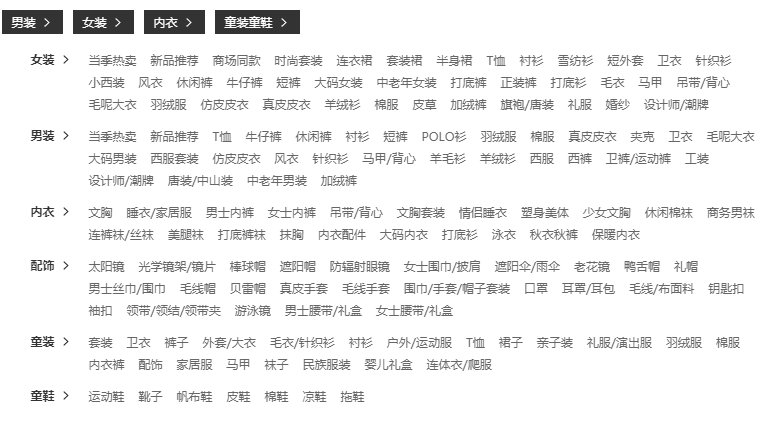 男装 > 女装 > 内衣 > 童装童鞋 >
女装 > 当季热卖 新品推荐 商场同款 时尚套装 连衣裙 套装裙 半身裙 T恤 衬衫 雪纺衫 短外套 卫衣 针织衫
小西装 风衣 休闲裤 牛仔裤 短裤 大码女装 中老年女装 打底裤 正装裤 打底衫 毛衣 马甲 吊带/背心
毛呢大衣 羽绒服 仿皮皮衣 真皮皮衣 羊绒衫 棉服 皮草 加绒裤 旗袍/唐装 礼服 婚纱 设计师/潮牌
男装 > 当季热卖 新品推荐 T恤 牛仔裤 休闲裤 衬衫 短裤 POLO衫 羽绒服 棉服 真皮皮衣 夹克 卫衣 毛呢大衣
大码男装 西服套装 仿皮皮衣 风衣 针织衫 马甲/背心 羊毛衫 羊绒衫 西服 西裤 卫裤/运动裤 工装
设计师/潮牌 唐装/中山装 中老年男装 加绒裤
内衣 > 文胸 睡衣/家居服 男士内裤 女士内裤 吊带/背心 文胸套装 情侣睡衣 塑身美体 少女文胸 休闲棉袜 商务男袜
连裤袜/丝袜 美腿袜 打底裤袜 抹胸 内衣配件 大码内衣 打底衫 泳衣 秋衣秋裤 保暖内衣
配饰 > 太阳镜 光学镜架/镜片 棒球帽 遮阳帽 防辐射眼镜 女士围巾/披肩 遮阳伞/雨伞 老花镜 鸭舌帽 礼帽
男士丝巾/围巾 毛线帽 贝雷帽 真皮手套 毛线手套 围巾/手套/帽子套装 口罩 耳罩/耳包 毛线/布面料 钥匙扣
袖扣 领带/领结/领带夹 游泳镜 男士腰带/礼盒 女士腰带/礼盒
童装 > 套装 卫衣 裤子 外套/大衣 毛衣/针织衫 衬衫 户外/运动服 T恤 裙子 亲子装 礼服/演出服 羽绒服 棉服
内衣裤 配饰 家居服 马甲 袜子 民族服装 婴儿礼盒 连体衣/爬服
童鞋 > 运动鞋 靴子 帆布鞋 皮鞋 棉鞋 凉鞋 拖鞋